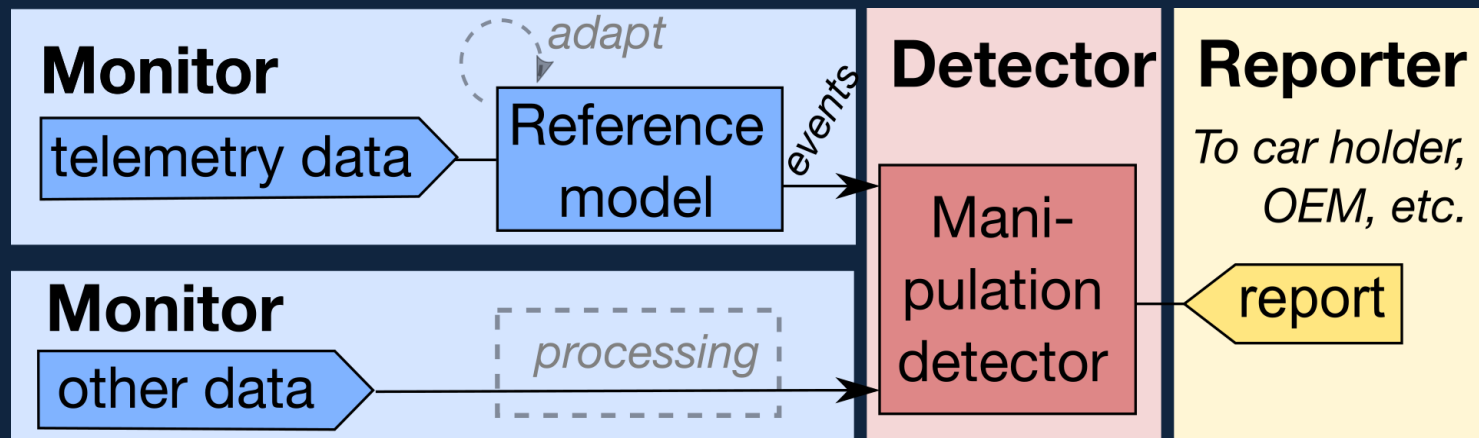 Monitor
adapt
telemetry data
Reference
model
events
Monitor
other data
processing
Detector
Mani-
pulation
detector
Reporter
To car holder,
OEM, etc.
report